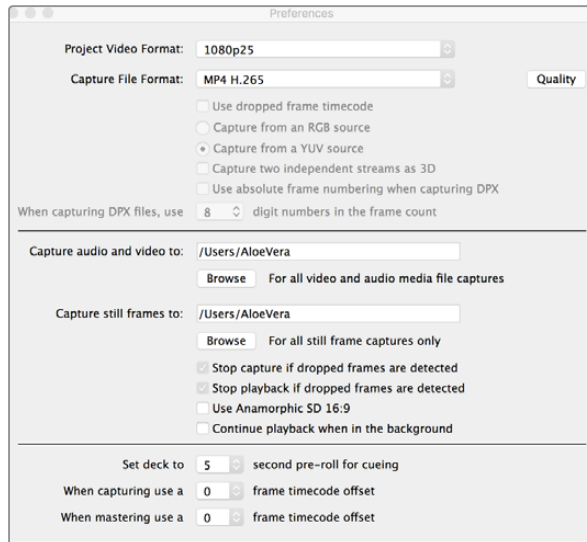 Preferences
Project Video Format: 1080p25
Capture File Format: MP4 H.265 Quality
Use dropped frame timecode
Capture from an RGB source
Capture from a YUV source
Capture two independent streams as 3D
Use absolute frame numbering when capturing DPX
When capturing DPX files, use 8 digit numbers in the frame count
Capture audio and video to: /Users/AloeVera
Browse For all video and audio media file captures
Capture still frames to: /Users/AloeVera
Browse For all still frame captures only
Stop capture if dropped frames are detected
Stop playback if dropped frames are detected
Use Anamorphic SD 16:9
Continue playback when in the background
Set deck to 5 second pre-roll for cueing
When capturing use a 0 frame timecode offset
When mastering use a 0 frame timecode offset